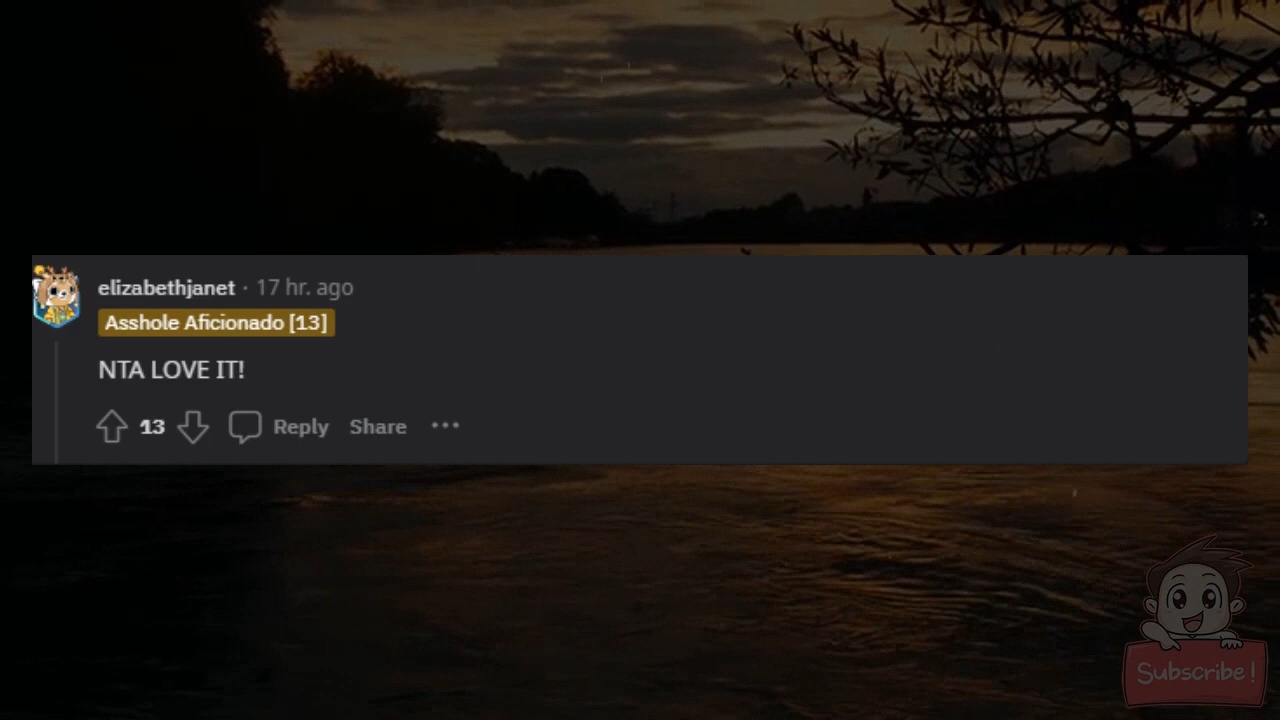 elizabethjanet · 17 hr. ago
Asshole Aficionado [13]
NTA LOVE IT!
13 Reply Share ...
Subscribe!